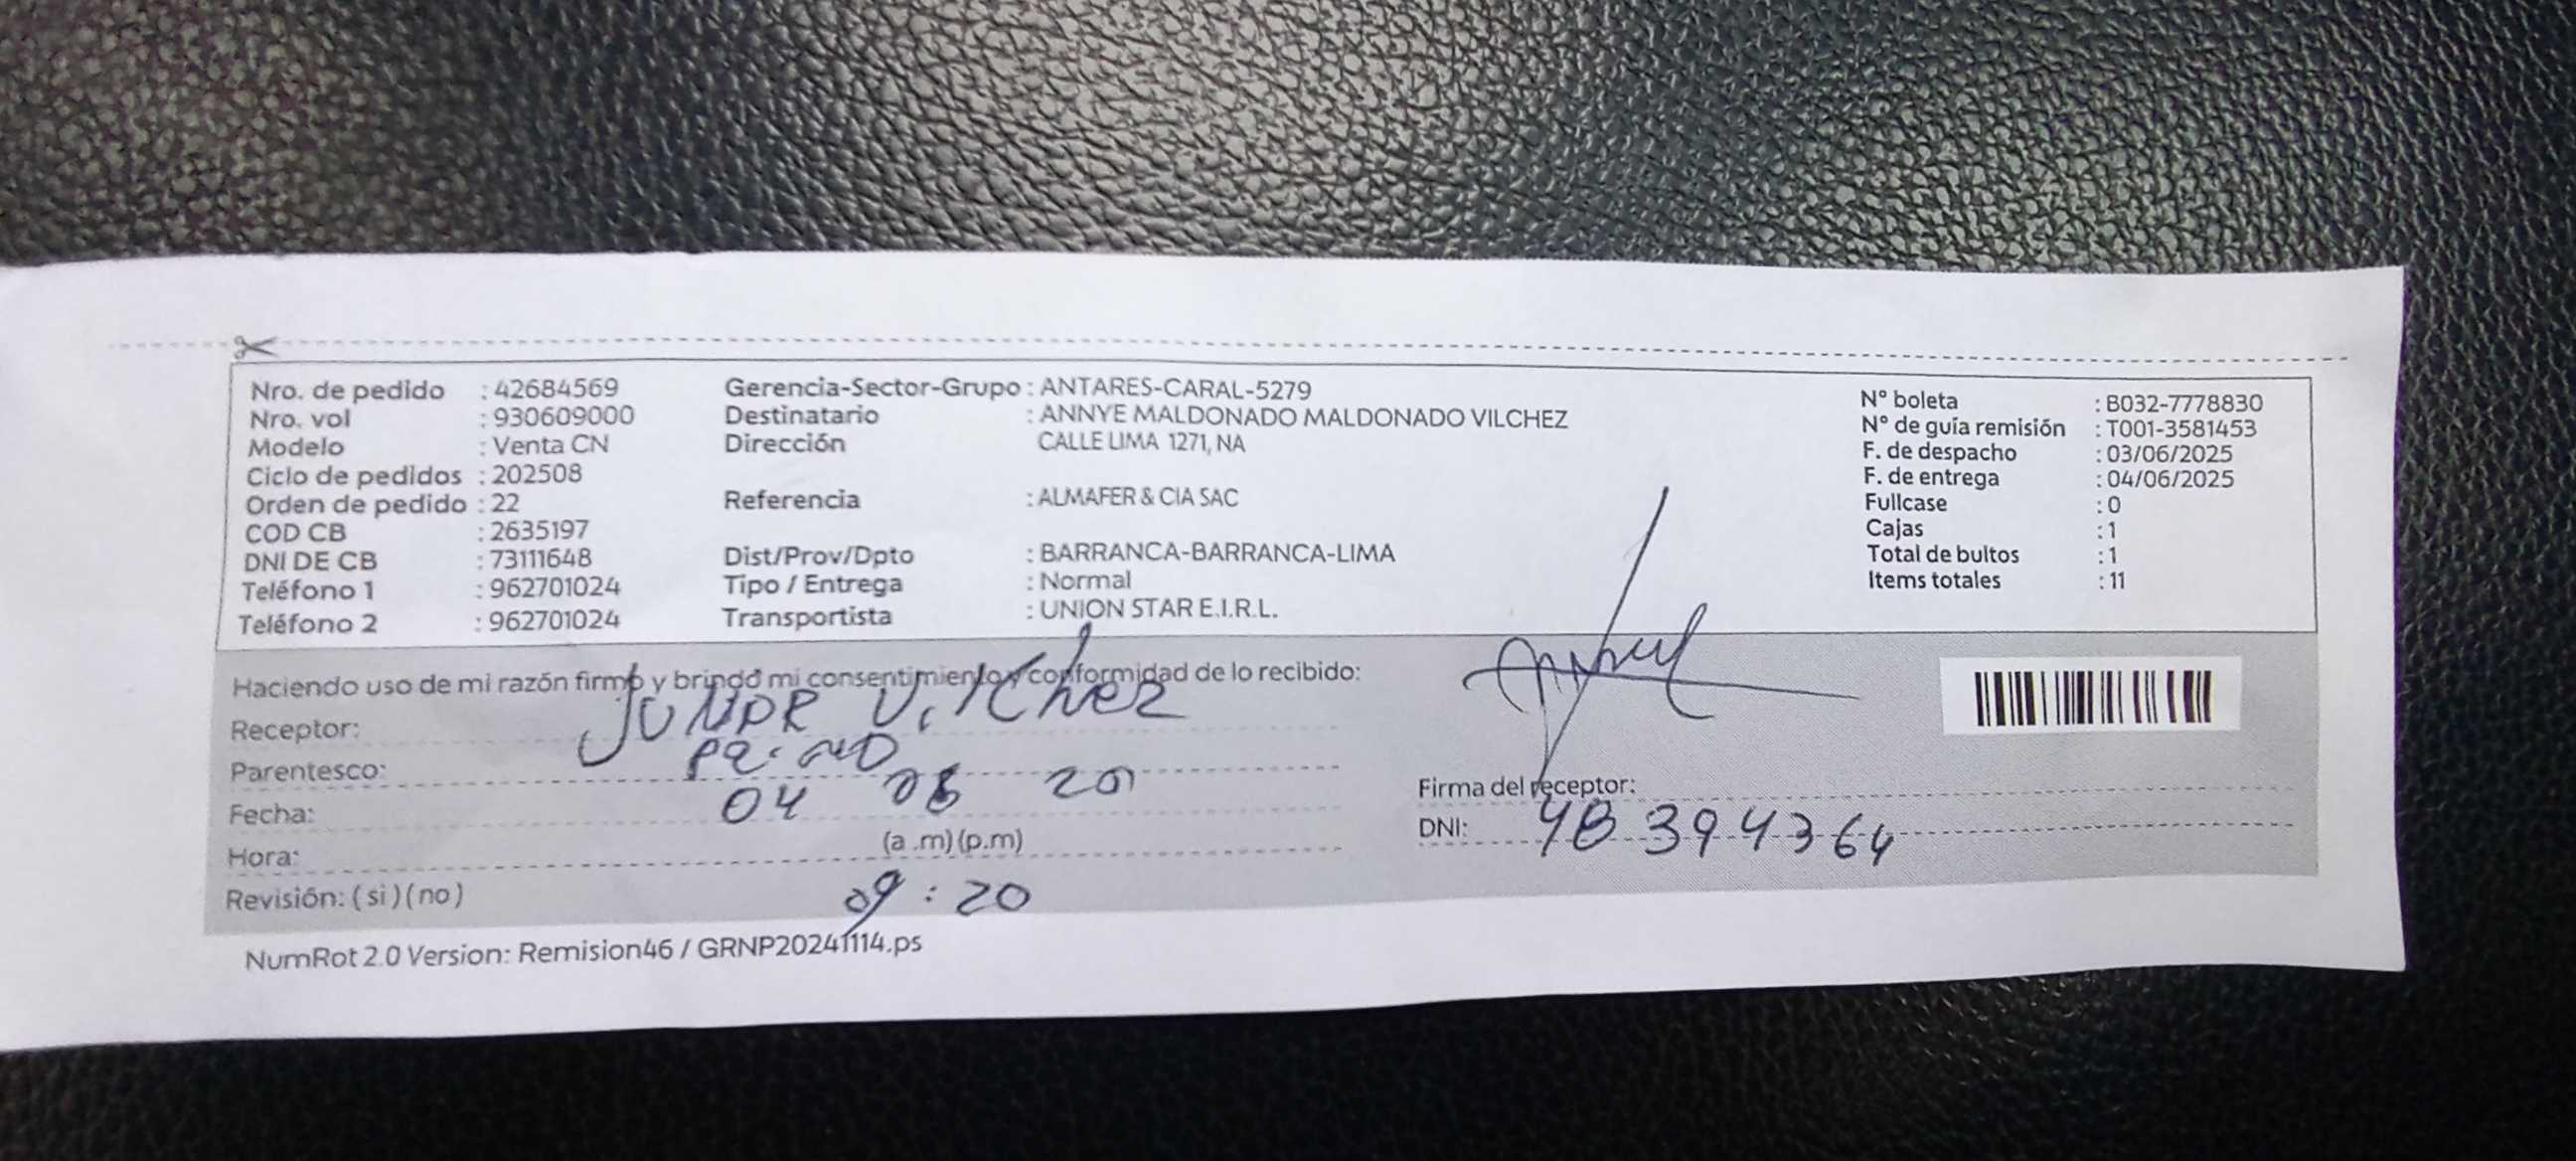 Nro. de pedido : 42684569
Nro. vol : 930609000
Modelo : Venta CN
Ciclo de pedidos : 202508
Orden de pedido : 22
COD CB : 2635197
DNI DE CB : 73111648
Teléfono 1 : 962701024
Teléfono 2 : 962701024
Gerencia-Sector-Grupo : ANTARES-CARAL-5279
Destinatario : ANNYE MALDONADO MALDONADO VILCHEZ
Dirección CALLE LIMA 1271, NA
Referencia : ALMAFER & CIA SAC
Dist/Prov/Dpto : BARRANCA-BARRANCA-LIMA
Tipo / Entrega : Normal
Transportista : UNION STAR E.I.R.L.
N° boleta : B032-7778830
N° de guía remisión : T001-3581453
F. de despacho : 03/06/2025
F. de entrega : 04/06/2025
Fullcase : 0
Cajas : 1
Total de bultos : 1
Items totales : 11
Haciendo uso de mi razón firmo y brindo mi consentimiento y conformidad de lo recibido:
Receptor: Vilchez
Parentesco:
Fecha: 04 06
Hora: (a .m) (p.m)
Revisión: ( si ) ( no ) 09 : 20
Firma del receptor:
DNI: 48394364
NumRot 2.0 Version: Remision46 / GRNP20241114.ps